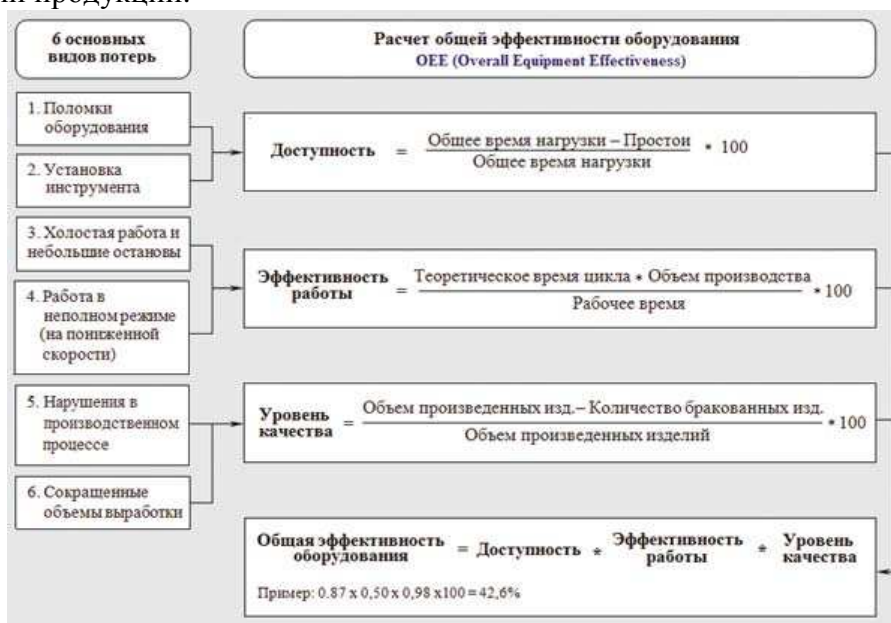 продукции.
6 основных
видов потерь
Расчет общей эффективности оборудования
OEE (Overall Equipment Effectiveness)
1. Поломки
оборудования
2. Установка
инструмента
Доступность = Общее время нагрузки – Простои * 100
Общее время нагрузки
3. Холостая работа и
небольшие остановы
4. Работа в
неполном режиме
(на пониженной
скорости)
Эффективность
работы
= Теоретическое время цикла * Объем производства * 100
Рабочее время
5. Нарушения в
производственном
процессе
6. Сокращенные
объемы выработки
Уровень
качества
= Объем произведенных изд.– Количество бракованных изд. * 100
Объем произведенных изделий
Общая эффективность
оборудования
= Доступность * Эффективность
работы
* Уровень
качества
Пример: 0.87 x 0,50 x 0,98 x100 = 42,6%